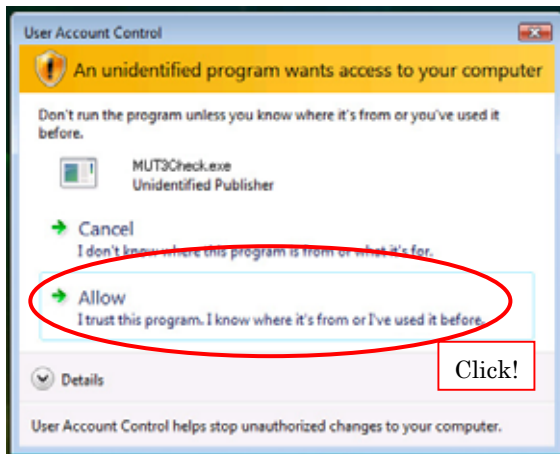 User Account Control
An unidentified program wants access to your computer
Don't run the program unless you know where it's from or you've used it
before.
MUT3Check.exe
Unidentified Publisher
Cancel
I don't know where this program is from or what it's for.
Allow
I trust this program. I know where it's from or I've used it before.
Click!
Details
User Account Control helps stop unauthorized changes to your computer.